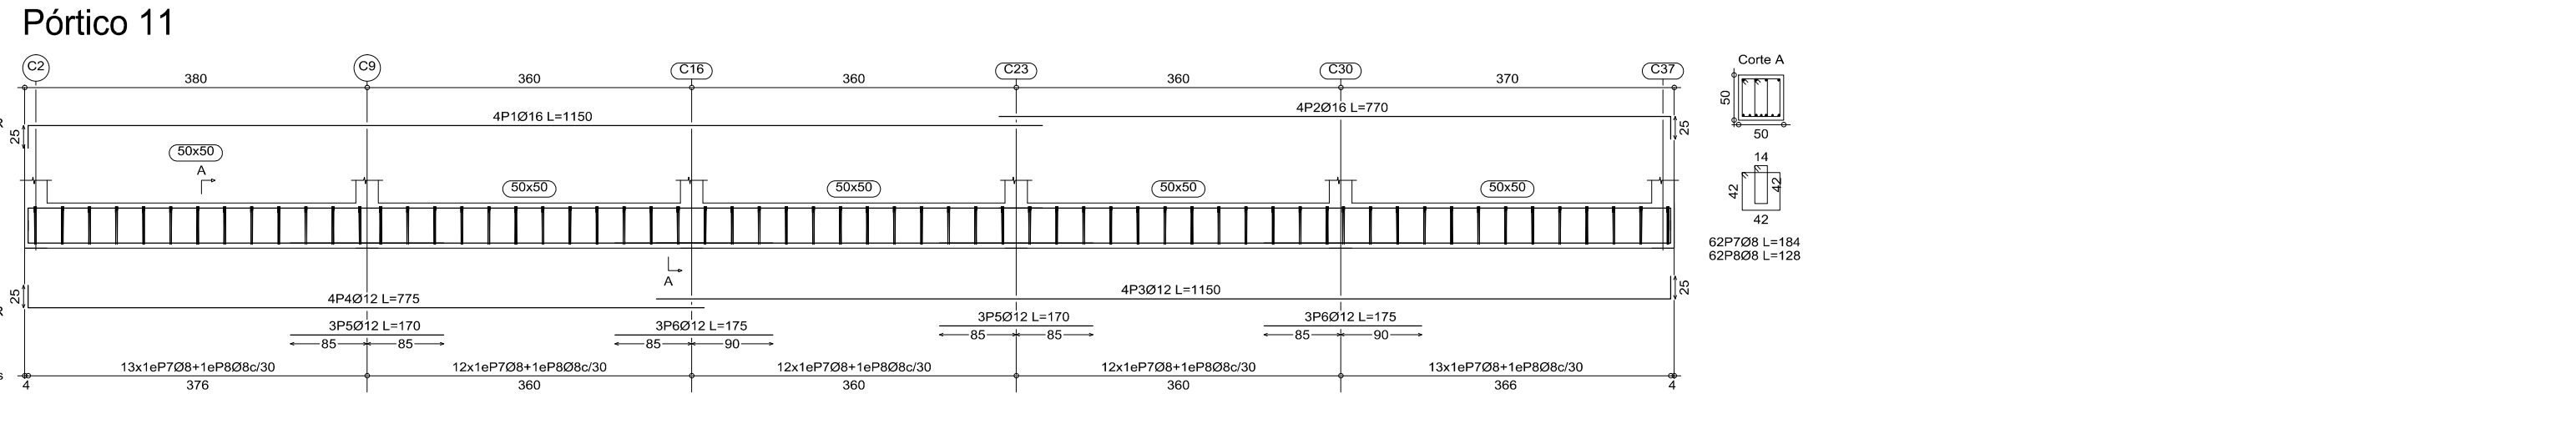 Pórtico 11
C2 C9 C16 C23 C30 C37
380 360 360 360 370
4P1Ø16 L=1150
4P2Ø16 L=770
25 25
50x50
A
50x50 50x50 50x50 50x50
A
25 25
4P4Ø12 L=775
4P3Ø12 L=1150
3P5Ø12 L=170 3P6Ø12 L=175 3P5Ø12 L=170 3P6Ø12 L=175
85 85 85 90 85 85 85 90
13x1eP7Ø8+1eP8Ø8c/30 12x1eP7Ø8+1eP8Ø8c/30 12x1eP7Ø8+1eP8Ø8c/30 12x1eP7Ø8+1eP8Ø8c/30 13x1eP7Ø8+1eP8Ø8c/30
4 376 360 360 360 366 4
Corte A
50
50
14
42 42
42
62P7Ø8 L=184
62P8Ø8 L=128